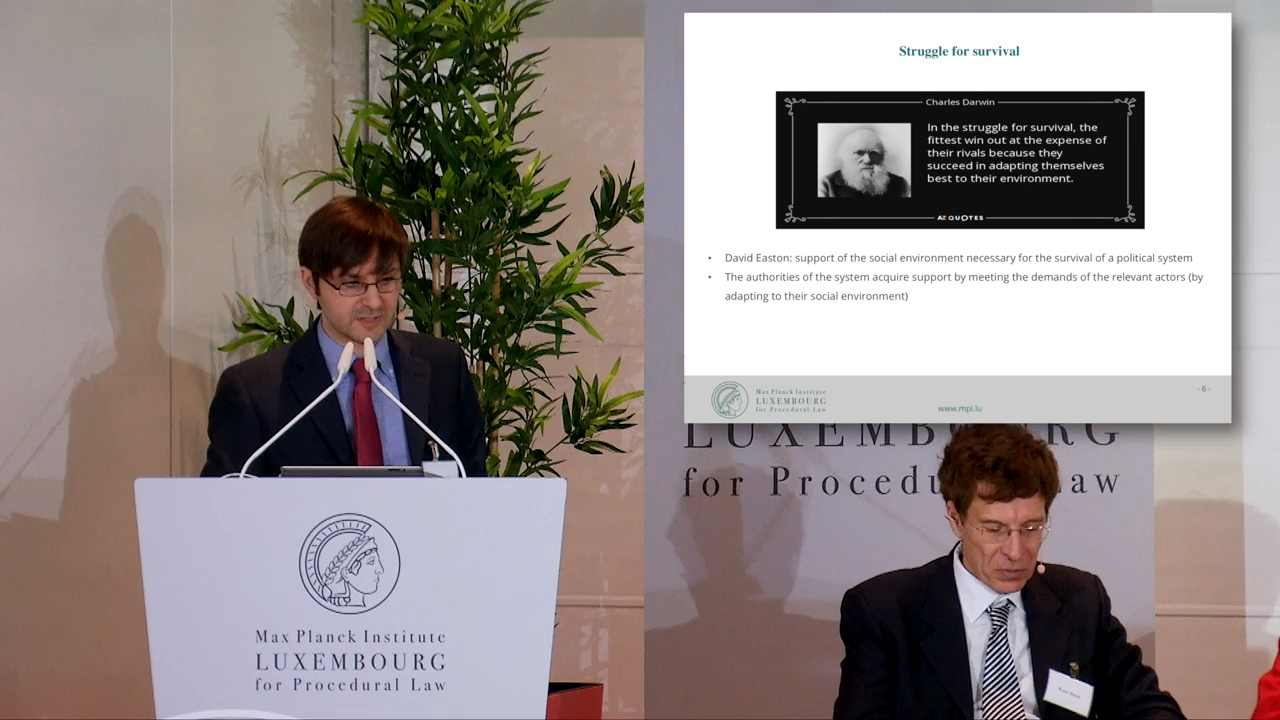 Struggle for survival
Charles Darwin
In the struggle for survival, the
fittest win out at the expense of
their rivals because they
succeed in adapting themselves
best to their environment.
AZ QUOTES
• David Easton: support of the social environment necessary for the survival of a political system
• The authorities of the system acquire support by meeting the demands of the relevant actors (by
adapting to their social environment)
Max Planck Institute
LUXEMBOURG
for Procedural Law
www.mpi.lu
- 6 -
LUXEMBOURG
for Procedu Law
Max Planck Institute
LUXEMBOURG
for Procedural Law